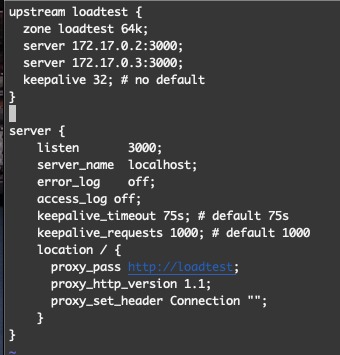 upstream loadtest {
  zone loadtest 64k;
  server 172.17.0.2:3000;
  server 172.17.0.3:3000;
  keepalive 32; # no default
}

server {
    listen       3000;
    server_name  localhost;
    error_log    off;
    access_log off;
    keepalive_timeout 75s; # default 75s
    keepalive_requests 1000; # default 1000
    location / {
      proxy_pass http://loadtest;
      proxy_http_version 1.1;
      proxy_set_header Connection "";
    }
}
~